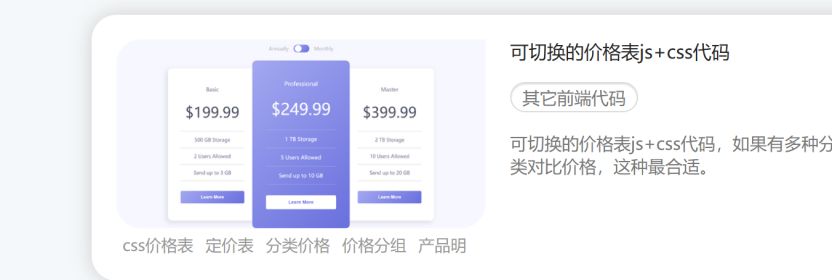 可切换的价格表js+css代码
其它前端代码
可切换的价格表js+css代码，如果有多种分
类对比价格，这种最合适。
Annually Monthly
Basic
$199.99
500 GB Storage
2 Users Allowed
Send up to 3 GB
Learn More
Professional
$249.99
1 TB Storage
5 Users Allowed
Send up to 10 GB
Learn More
Master
$399.99
2 TB Storage
10 Users Allowed
Send up to 20 GB
Learn More
css价格表 定价表 分类价格 价格分组 产品明